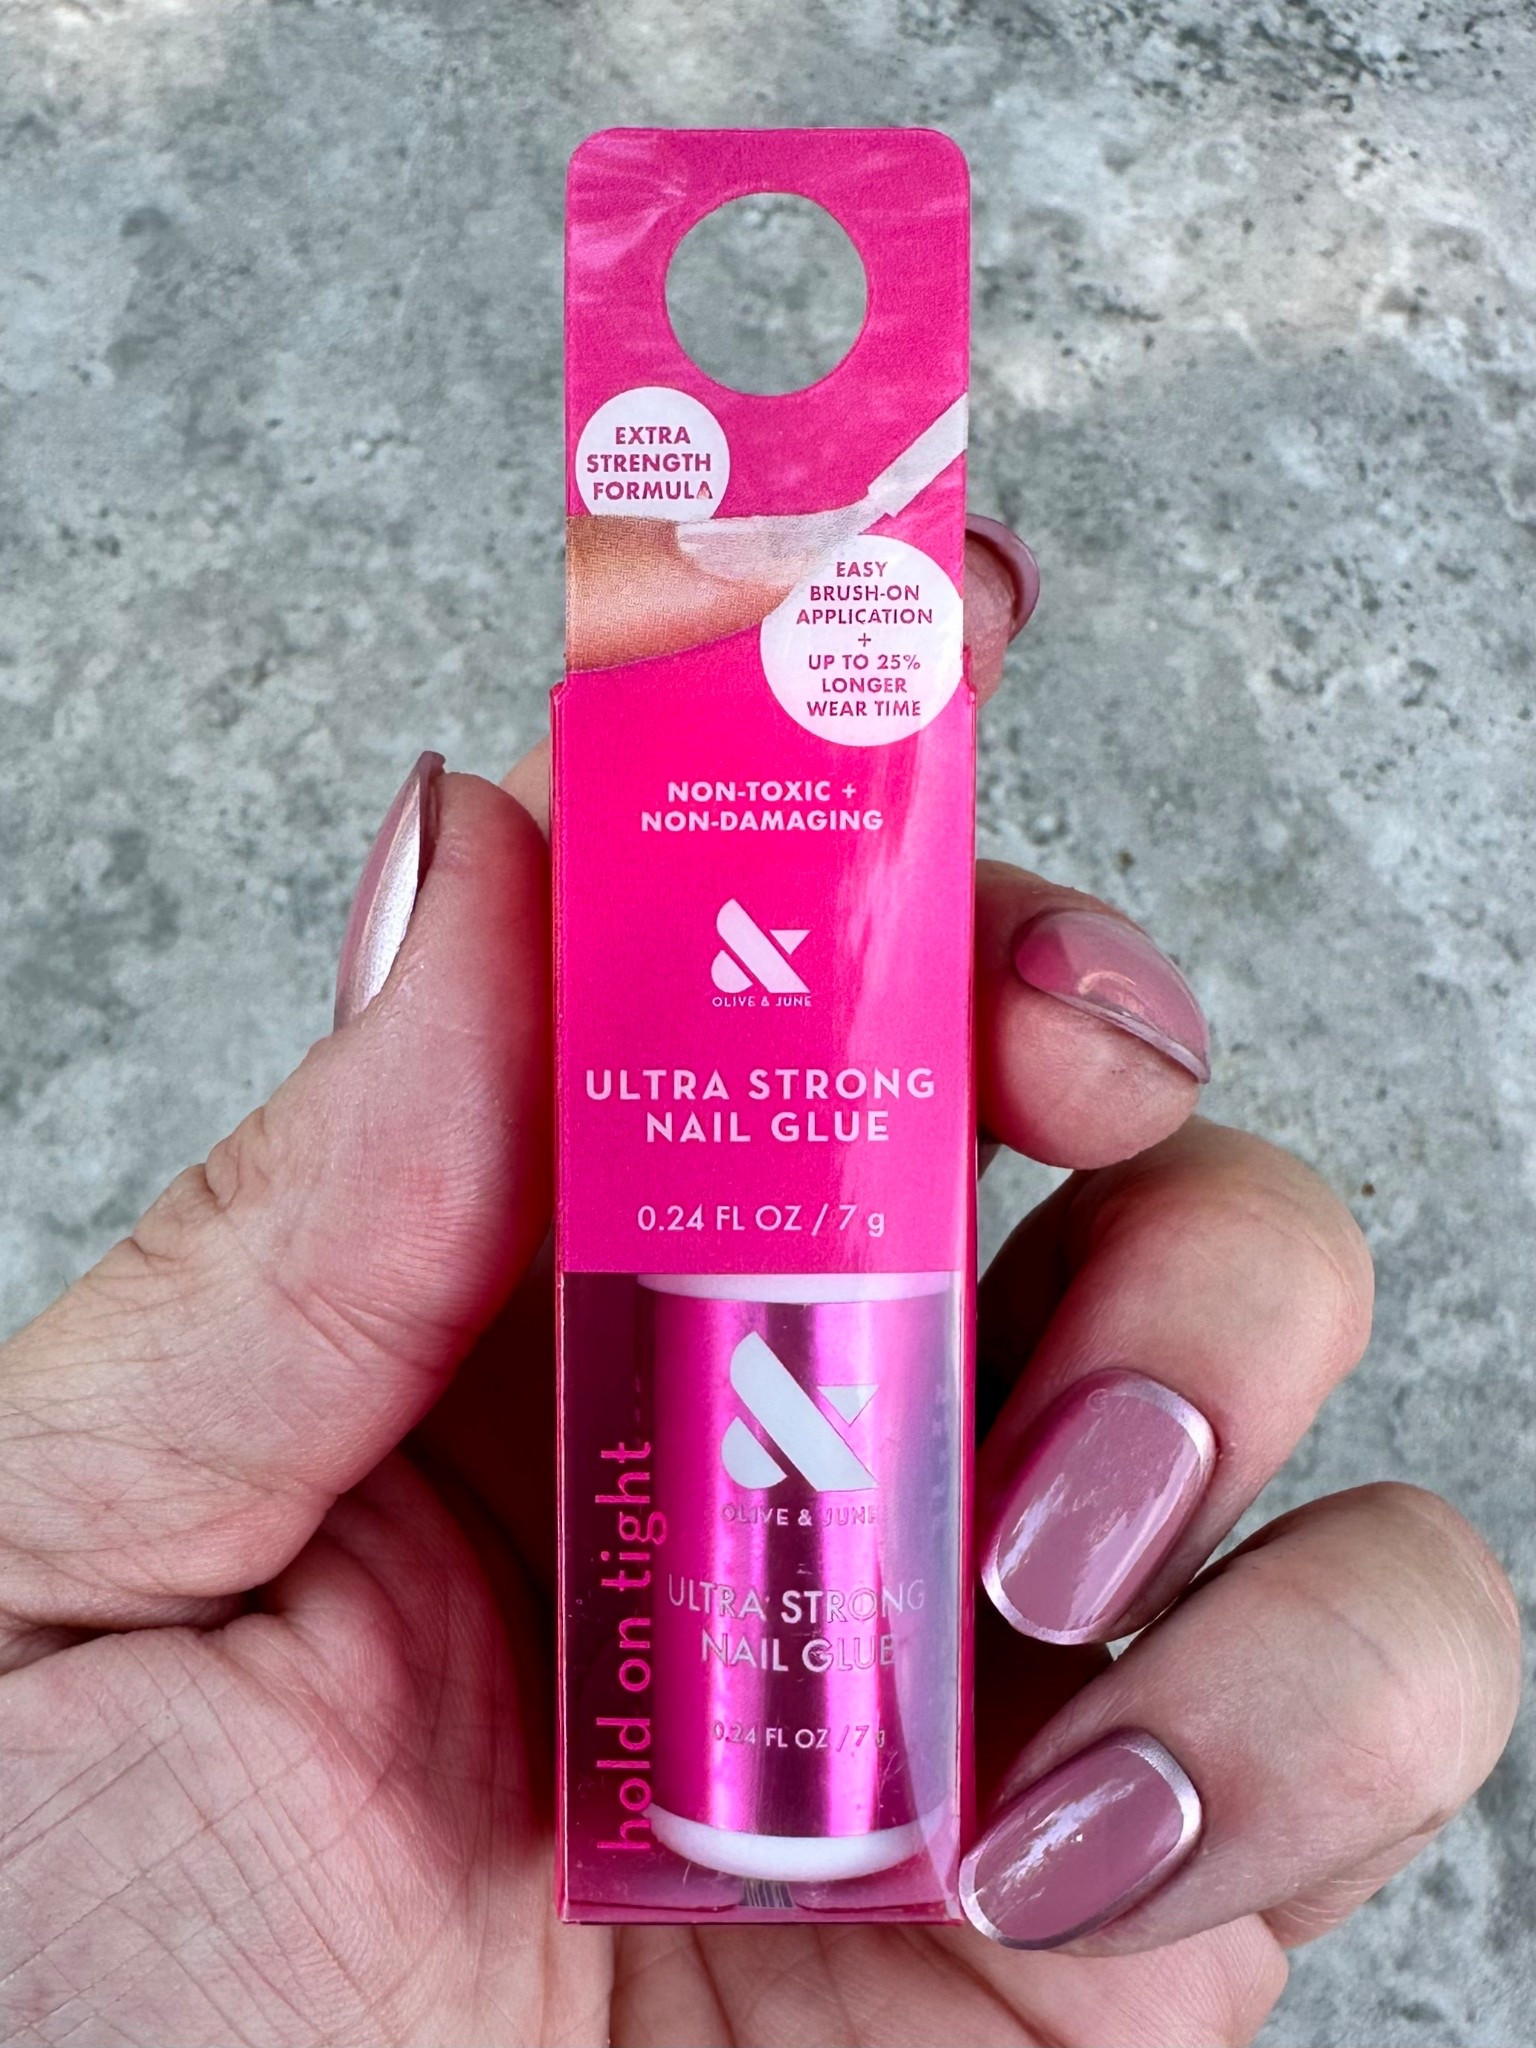 EXTRA
STRENGTH
FORMULA
EASY
BRUSH-ON
APPLICATION
+
UP TO 25%
LONGER
WEAR TIME
NON-TOXIC +
NON-DAMAGING
&
OLIVE & JUNE
ULTRA STRONG
NAIL GLUE
0.24 FL OZ / 7 g
hold on tight
&
OLIVE & JUNE
ULTRA STRONG
NAIL GLUE
0.24 FL OZ / 7 g